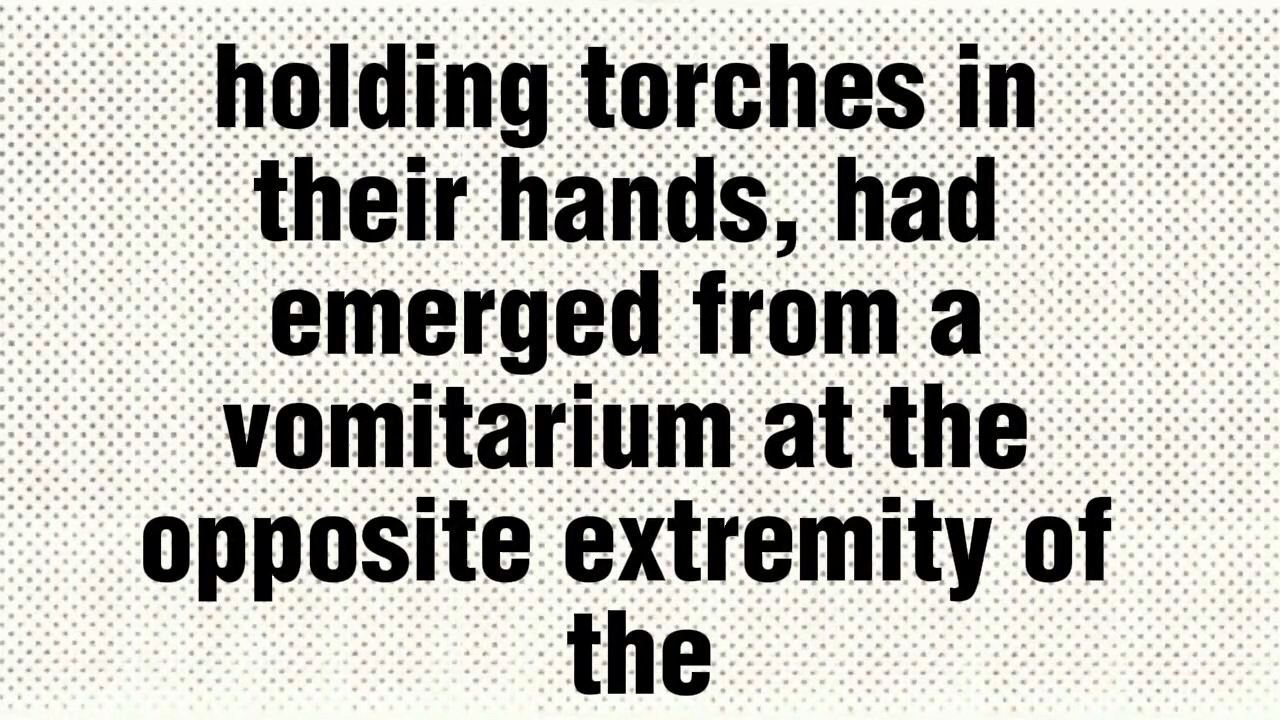 holding torches in
their hands, had
emerged from a
vomitarium at the
opposite extremity of
the